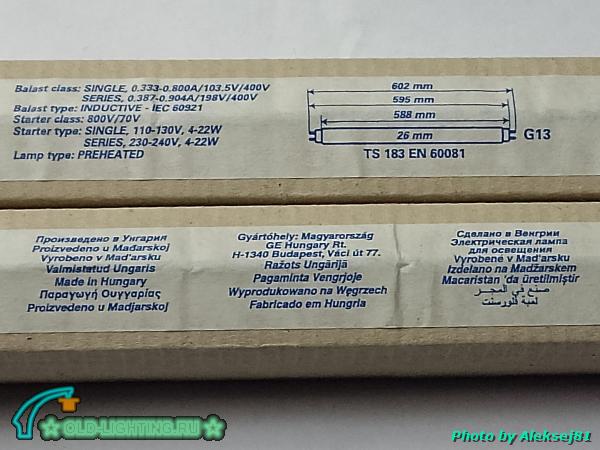 Balast class: SINGLE, 0.333-0.800A/103.5V/400V
SERIES, 0.387-0.904A/198V/400V
Balast type: INDUCTIVE - IEC 60921
Starter class: 800V/70V
Starter type: SINGLE, 110-130V, 4-22W
SERIES, 230-240V, 4-22W
Lamp type: PREHEATED
602 mm
595 mm
588 mm
26 mm
G13
TS 183 EN 60081
Произведено в Унгария
Proizvedeno u Mađarskoj
Vyrobeno v Mad'arsku
Valmistatud Ungaris
Made in Hungary
Παραγωγή Ουγγαρίας
Proizvedeno u Madjarskoj
Gyártóhely: Magyarország
GE Hungary Rt.
H-1340 Budapest, Váci út 77.
Ražots Ungārijā
Pagaminta Vengrjoje
Wyprodukowano na Węgrzech
Fabricado em Hungria
Сделано в Венгрии
Электрическая лампа
для освещения
Vyrobené v Mad'arsku
Izdelano na Madžarskem
Macaristan 'da üretilmiştir
صنع في المجر
لمبة فلورسنت
OLD-LIGHTING.RU
Photo by Aleksej81